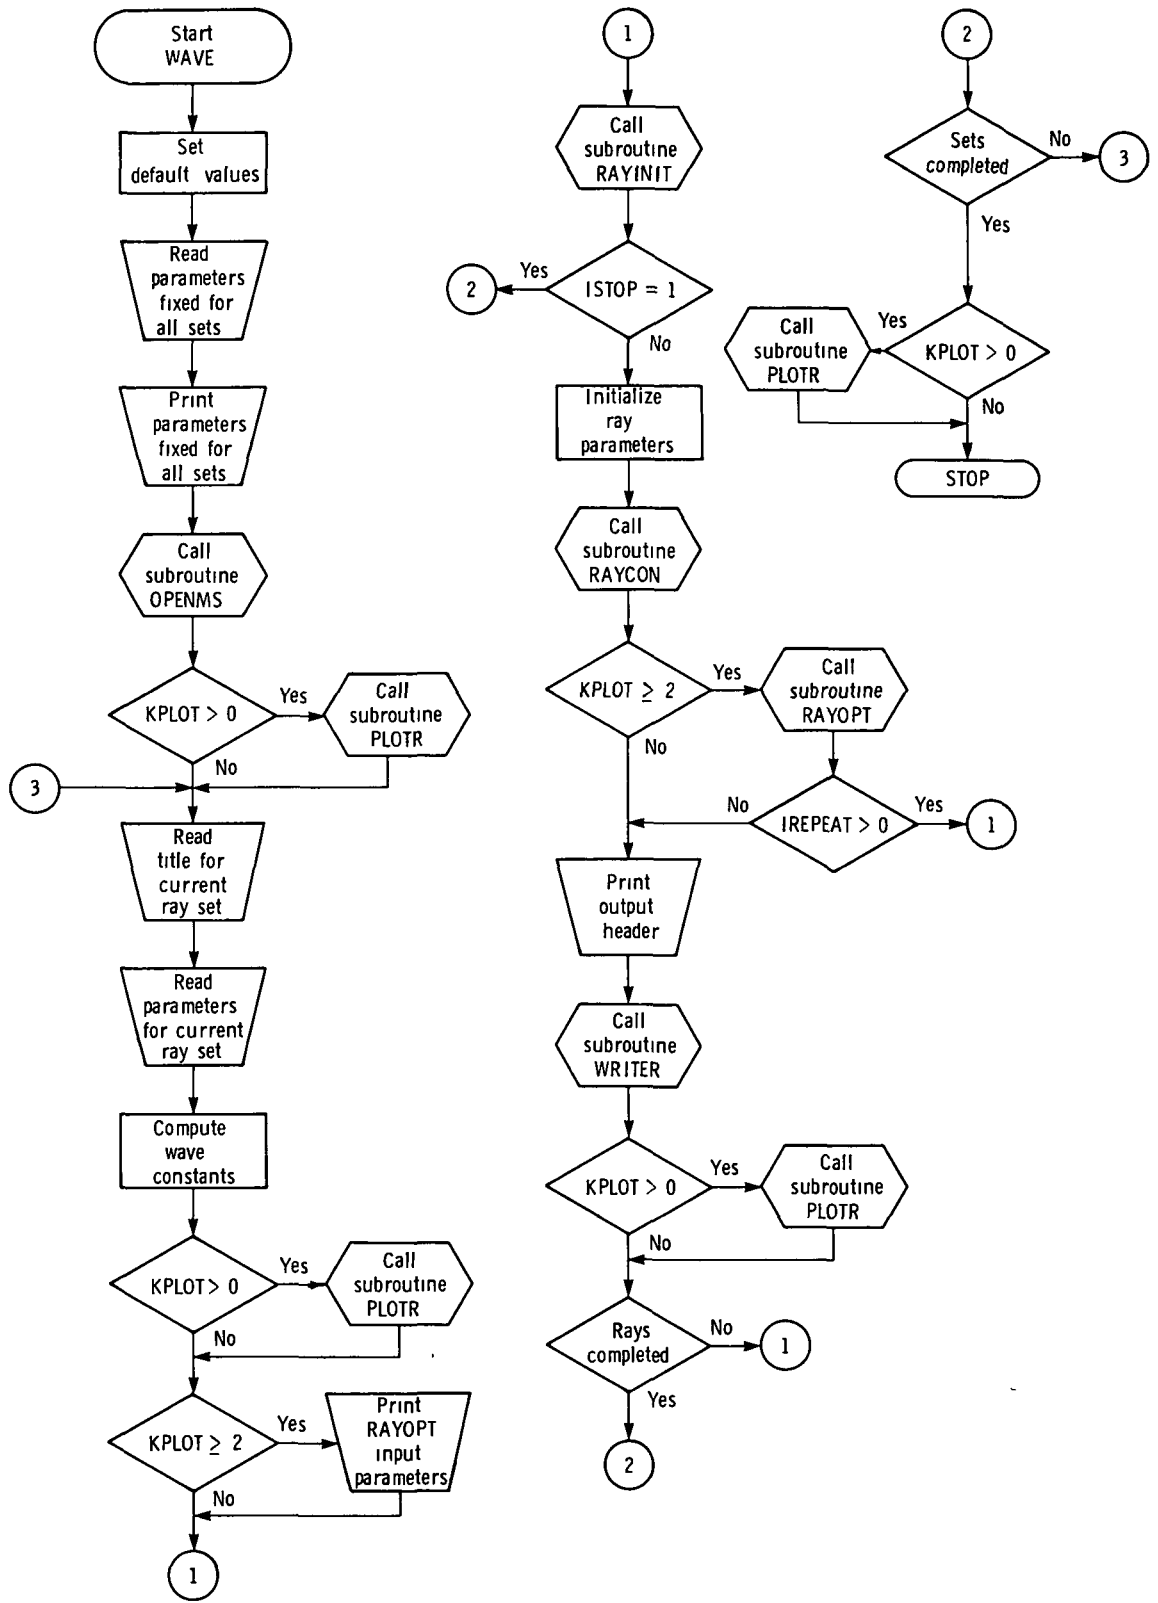 Start
WAVE
Set
default values
Read
parameters
fixed for
all sets
Print
parameters
fixed for
all sets
Call
subroutine
OPENMS
KPLOT > 0
Yes
Call
subroutine
PLOTR
No
3
Read
title for
current
ray set
Read
parameters
for current
ray set
Compute
wave
constants
KPLOT > 0
Yes
Call
subroutine
PLOTR
No
KPLOT ≥ 2
Yes
Print
RAYOPT
input
parameters
No
1
1
Call
subroutine
RAYINIT
ISTOP = 1
Yes
2
No
Initialize
ray
parameters
Call
subroutine
RAYCON
KPLOT ≥ 2
Yes
Call
subroutine
RAYOPT
No
No
IREPEAT > 0
Yes
1
Print
output
header
Call
subroutine
WRITER
KPLOT > 0
Yes
Call
subroutine
PLOTR
No
Rays
completed
No
1
Yes
2
2
Sets
completed
No
3
Yes
KPLOT > 0
Yes
Call
subroutine
PLOTR
No
STOP